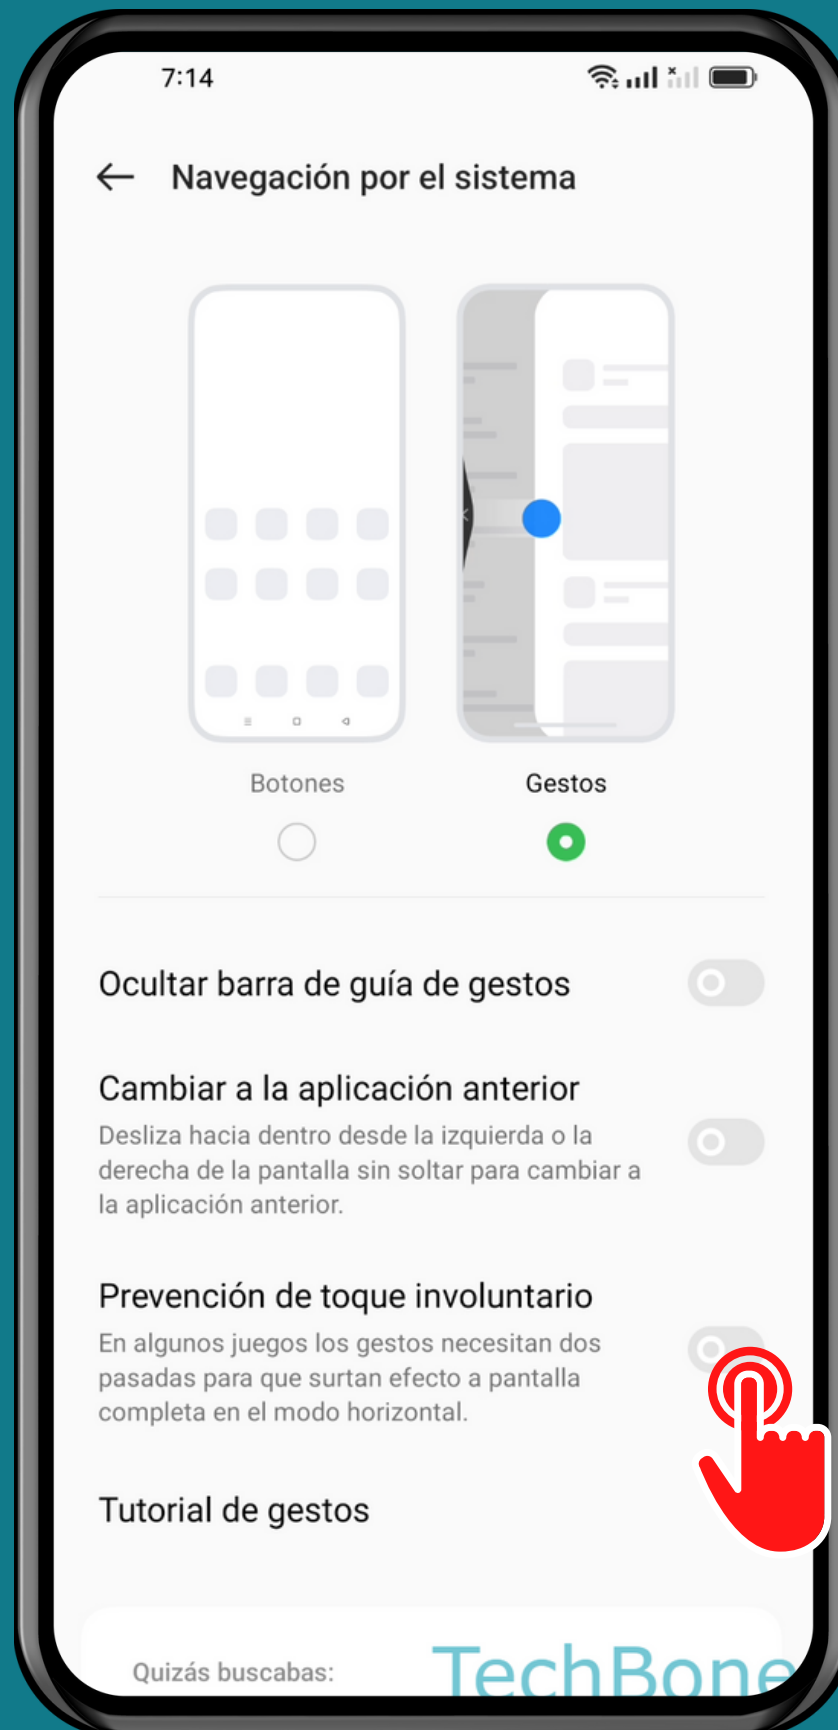 7:14
Navegación por el sistema
Botones
Gestos
Ocultar barra de guía de gestos
Cambiar a la aplicación anterior
Desliza hacia dentro desde la izquierda o la
derecha de la pantalla sin soltar para cambiar a
la aplicación anterior.
Prevención de toque involuntario
En algunos juegos los gestos necesitan dos
pasadas para que surtan efecto a pantalla
completa en el modo horizontal.
Tutorial de gestos
Quizás buscabas:
TechBone